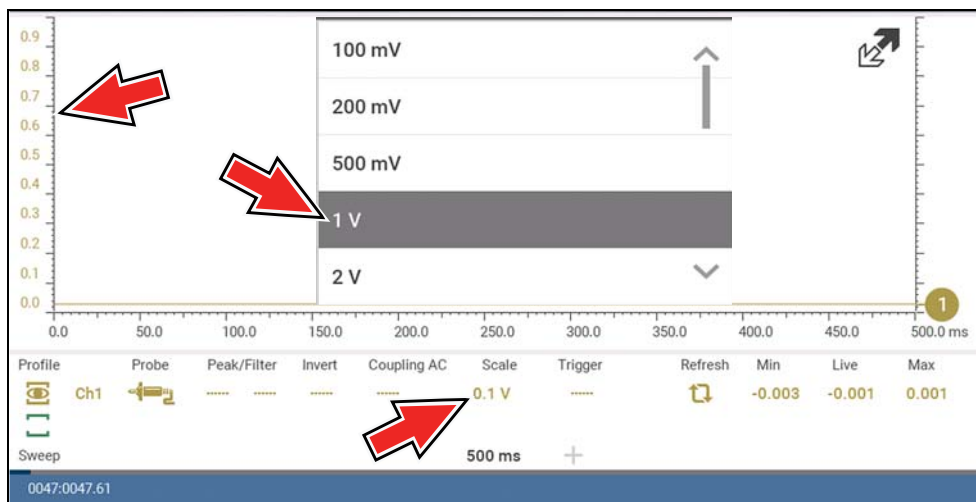 0.9
0.8
0.7
0.6
0.5
0.4
0.3
0.2
0.1
0.0
100 mV
200 mV
500 mV
1 V
2 V
1
0.0 50.0 100.0 150.0 200.0 250.0 300.0 350.0 400.0 450.0 500.0 ms
Profile Probe Peak/Filter Invert Coupling AC Scale Trigger Refresh Min Live Max
Ch1 ----- ----- ----- ----- 0.1 V ----- -0.003 -0.001 0.001
Sweep 500 ms +
0047:0047.61